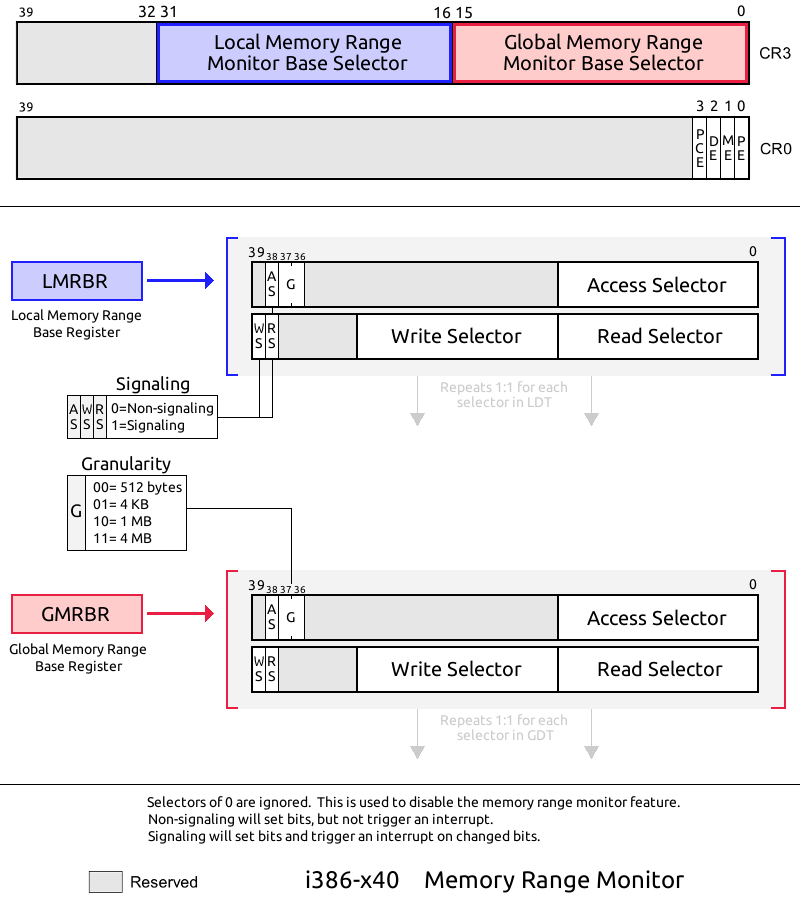 39 32 31 16 15 0
Local Memory Range
Monitor Base Selector
Global Memory Range
Monitor Base Selector
CR3
39 3 2 1 0
PCE DE ME PE
CR0
LMRBR
Local Memory Range
Base Register
39 38 37 36 0
AS G Access Selector
WS RS Write Selector Read Selector
Repeats 1:1 for each
selector in LDT
Signaling
AS WS RS
0=Non-signaling
1=Signaling
Granularity
G
00= 512 bytes
01= 4 KB
10= 1 MB
11= 4 MB
GMRBR
Global Memory Range
Base Register
39 38 37 36 0
AS G Access Selector
WS RS Write Selector Read Selector
Repeats 1:1 for each
selector in GDT
Selectors of 0 are ignored. This is used to disable the memory range monitor feature.
Non-signaling will set bits, but not trigger an interrupt.
Signaling will set bits and trigger an interrupt on changed bits.
Reserved
i386-x40 Memory Range Monitor